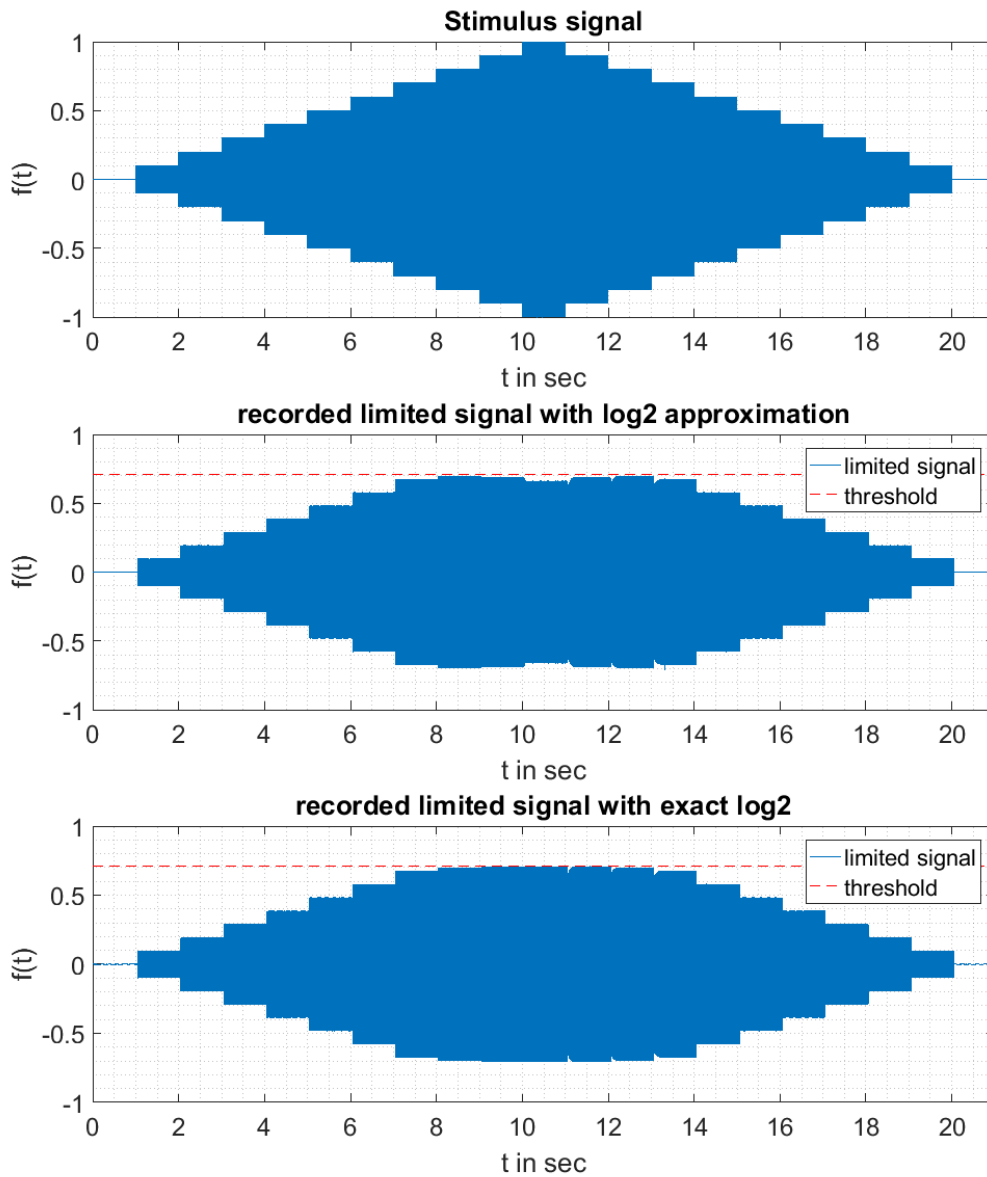 Stimulus signal
1
0.5
0
-0.5
-1
f(t)
0 2 4 6 8 10 12 14 16 18 20
t in sec
recorded limited signal with log2 approximation
1
0.5
0
-0.5
-1
f(t)
limited signal
threshold
0 2 4 6 8 10 12 14 16 18 20
t in sec
recorded limited signal with exact log2
1
0.5
0
-0.5
-1
f(t)
limited signal
threshold
0 2 4 6 8 10 12 14 16 18 20
t in sec